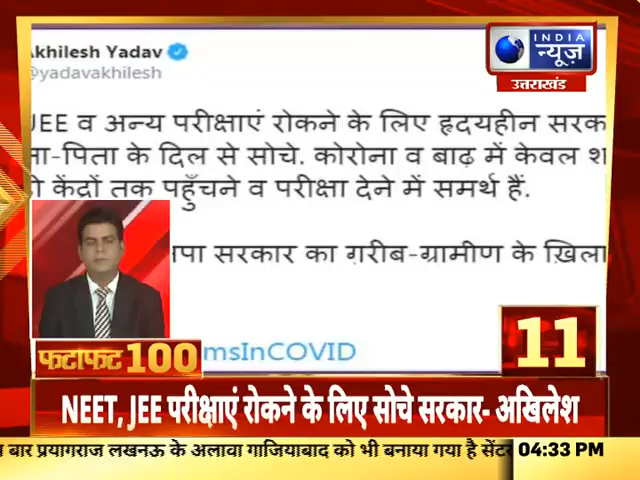 Akhilesh Yadav
@yadavakhilesh
INDIA
न्यूज़
उत्तराखंड
JEE व अन्य परीक्षाएं रोकने के लिए हृदयहीन
-पिता के दिल से सोचे. कोरोना व बाढ़ में केवल
केंद्रों तक पहुँचने व परीक्षा देने में समर्थ हैं.
सरकार का ग़रीब-ग्रामीण के
msInCOVID
11
फटाफट 100
NEET, JEE परीक्षाएं रोकने के लिए सोचे सरकार- अखिलेश
बार प्रयागराज लखनऊ के अलावा गाजियाबाद को भी बनाया गया है सेंटर
04:33 PM